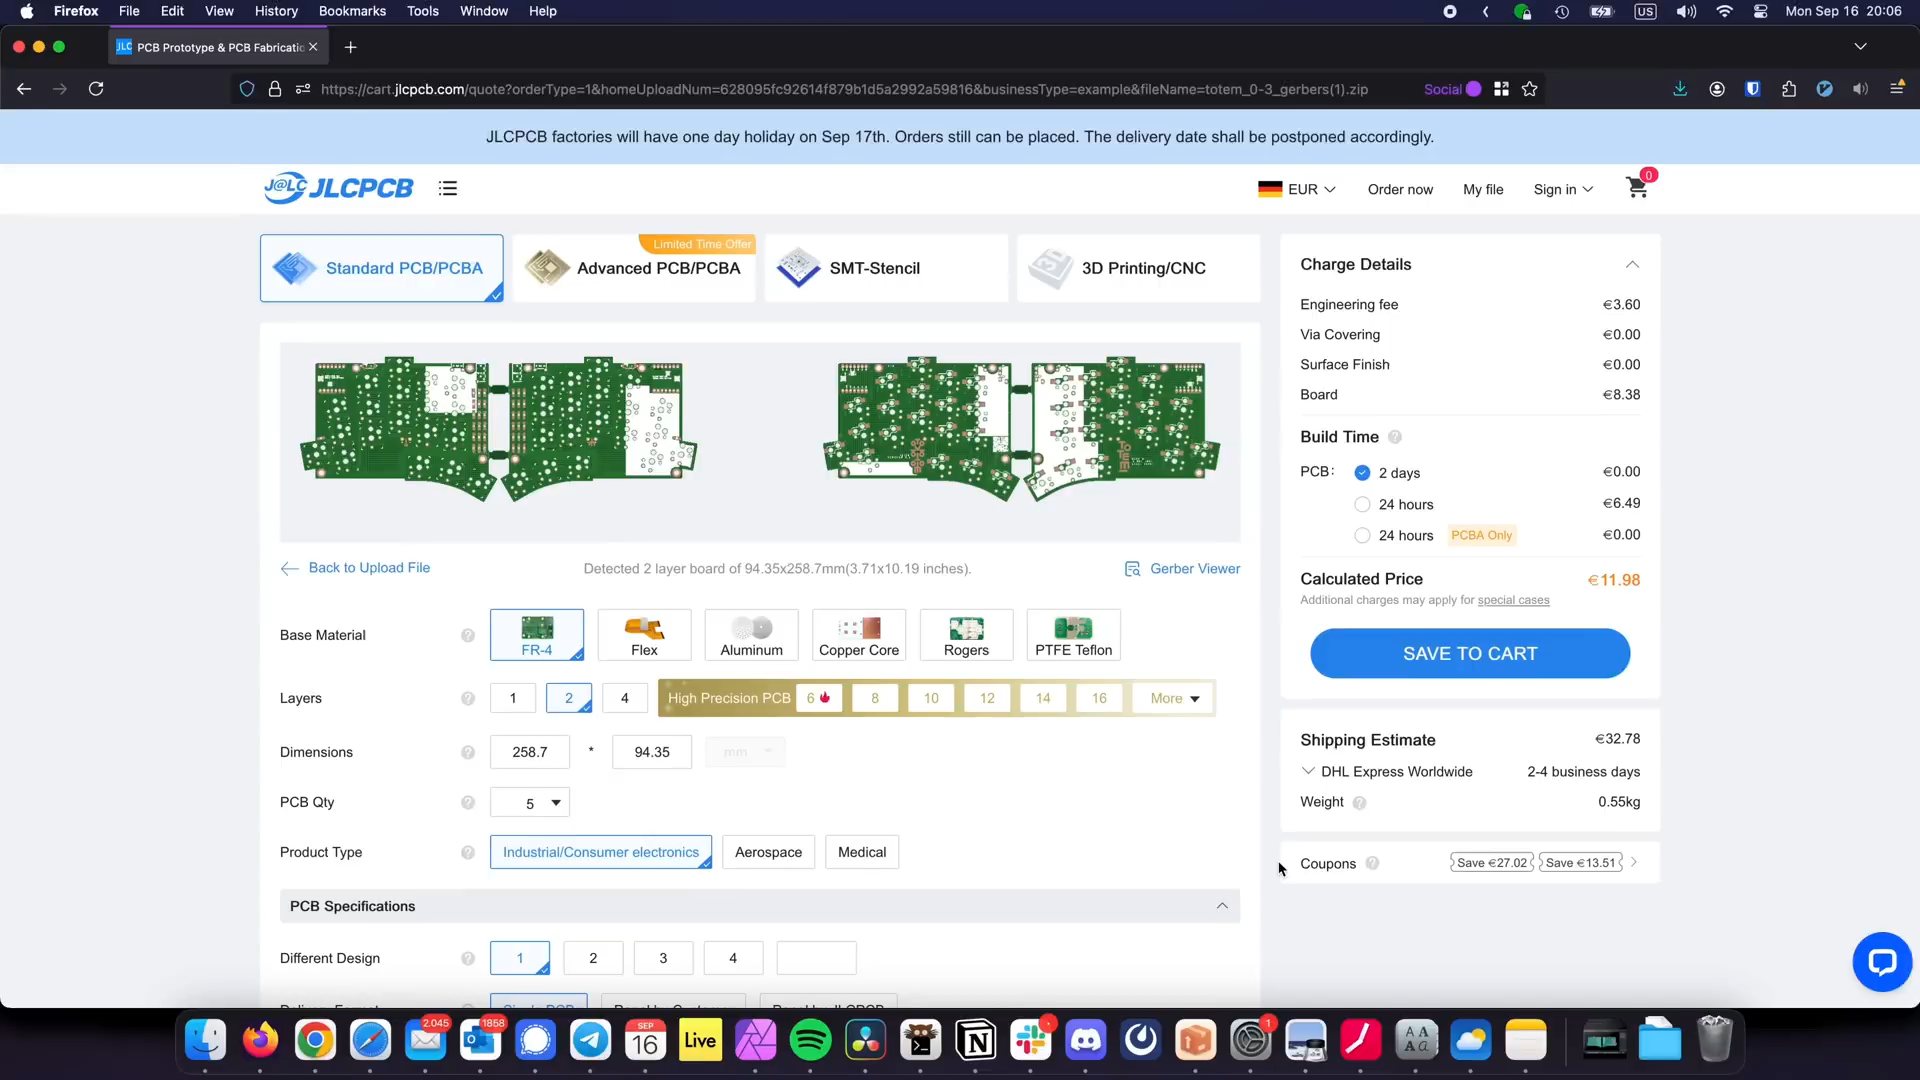 Firefox File Edit View History Bookmarks Tools Window Help
US Mon Sep 16 20:06
JLC PCB Prototype & PCB Fabricatio
https://cart.jlcpcb.com/quote?orderType=1&homeUploadNum=628095fc92614f879b1d5a2992a59816&businessType=example&fileName=totem_0-3_gerbers(1).zip
Social
JLCPCB factories will have one day holiday on Sep 17th. Orders still can be placed. The delivery date shall be postponed accordingly.
J@LC JLCPCB
EUR Order now My file Sign in 0
Limited Time Offer
Standard PCB/PCBA Advanced PCB/PCBA SMT-Stencil 3D Printing/CNC
Back to Upload File
Detected 2 layer board of 94.35x258.7mm(3.71x10.19 inches).
Gerber Viewer
Base Material ? FR-4 Flex Aluminum Copper Core Rogers PTFE Teflon
Layers ? 1 2 4 High Precision PCB 6 8 10 12 14 16 More
Dimensions ? 258.7 * 94.35 mm
PCB Qty ? 5
Product Type ? Industrial/Consumer electronics Aerospace Medical
PCB Specifications
Different Design ? 1 2 3 4
Charge Details
Engineering fee €3.60
Via Covering €0.00
Surface Finish €0.00
Board €8.38
Build Time ?
PCB: 2 days €0.00
24 hours €6.49
24 hours PCBA Only €0.00
Calculated Price €11.98
Additional charges may apply for special cases
SAVE TO CART
Shipping Estimate €32.78
DHL Express Worldwide 2-4 business days
Weight ? 0.55kg
Coupons ? Save €27.02 Save €13.51
2.045 1858 SEP 16 Live 1